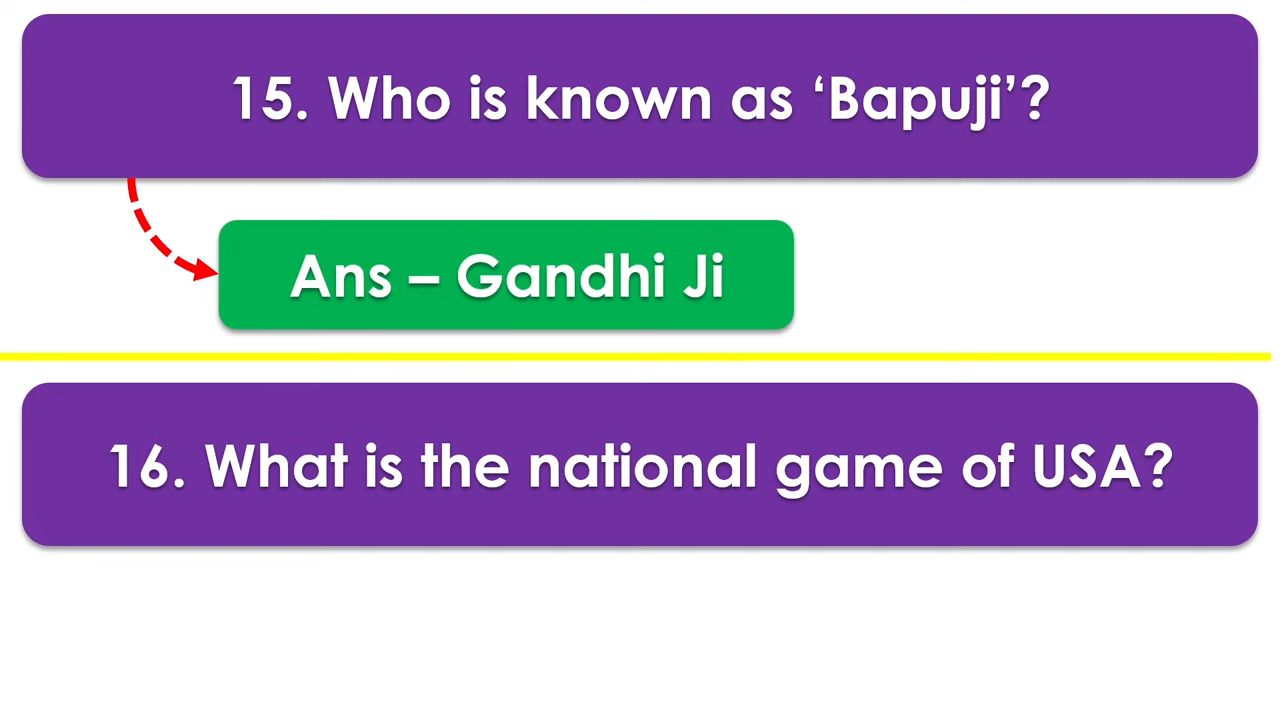 15. Who is known as ‘Bapuji’?
Ans – Gandhi Ji
16. What is the national game of USA?